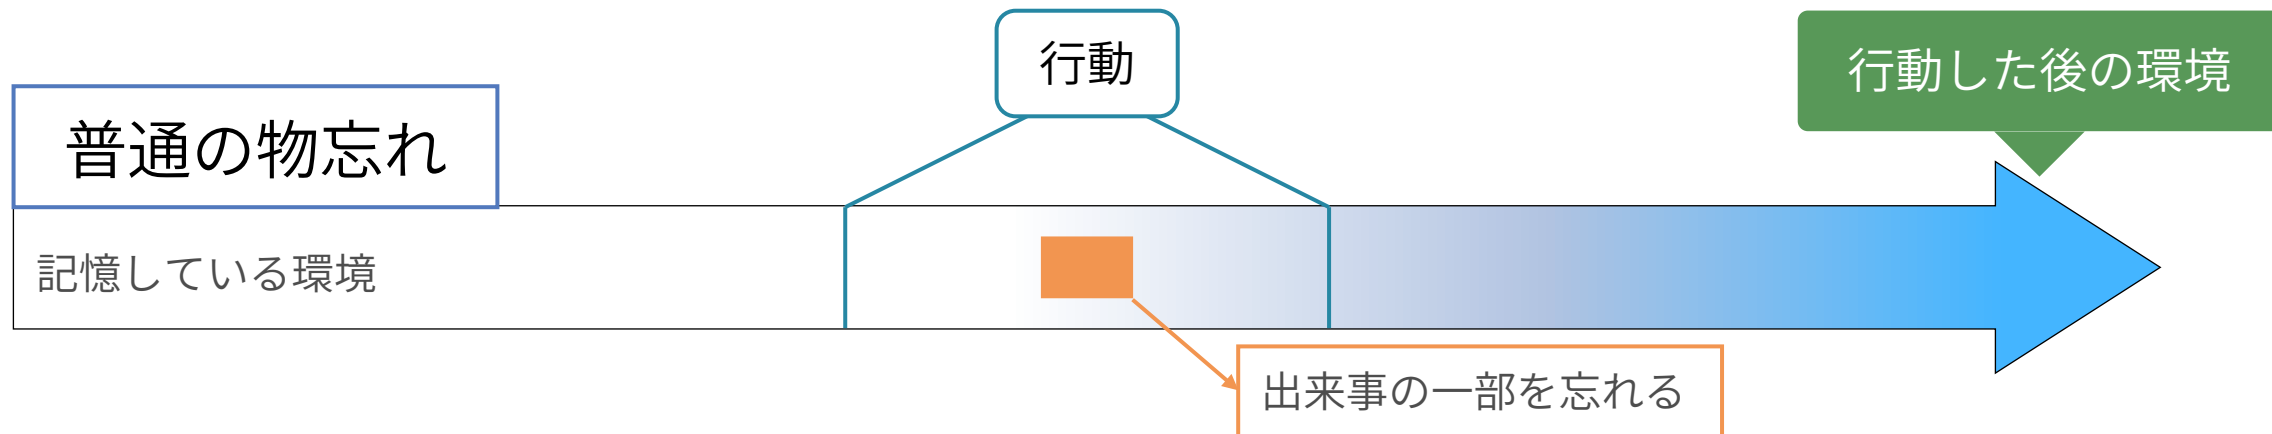 行動
行動した後の環境
普通の物忘れ
記憶している環境
出来事の一部を忘れる